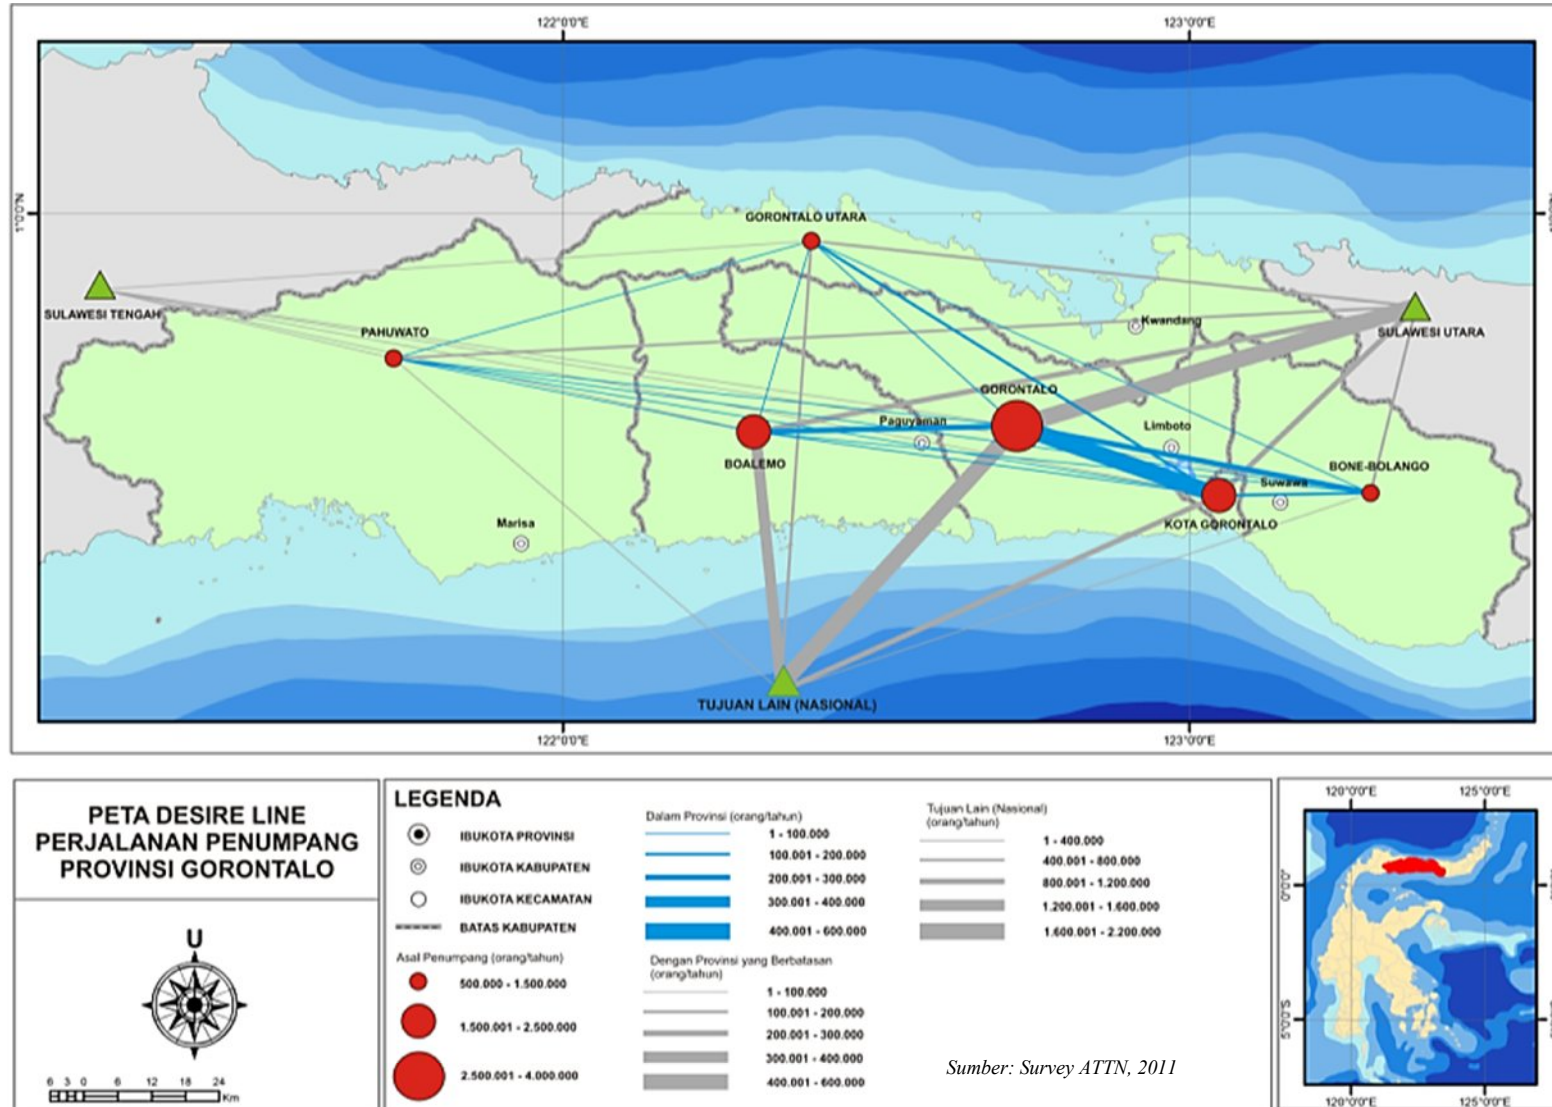 122°0'0"E
123°0'0"E
1°0'0"N
GORONTALO UTARA
SULAWESI TENGAH
Kwandang
PAHUWATO
SULAWESI UTARA
GORONTALO
Paguyaman
Limboto
BOALEMO
BONE-BOLANGO
Suwawa
KOTA GORONTALO
Marisa
TUJUAN LAIN (NASIONAL)
122°0'0"E
123°0'0"E
PETA DESIRE LINE
PERJALANAN PENUMPANG
PROVINSI GORONTALO
U
6 3 0 6 12 18 24
Km
LEGENDA
IBUKOTA PROVINSI
IBUKOTA KABUPATEN
IBUKOTA KECAMATAN
BATAS KABUPATEN
Asal Penumpang (orang/tahun)
500.000 - 1.500.000
1.500.001 - 2.500.000
2.500.001 - 4.000.000
Dalam Provinsi (orang/tahun)
1 - 100.000
100.001 - 200.000
200.001 - 300.000
300.001 - 400.000
400.001 - 600.000
Dengan Provinsi yang Berbatasan
(orang/tahun)
1 - 100.000
100.001 - 200.000
200.001 - 300.000
300.001 - 400.000
400.001 - 600.000
Tujuan Lain (Nasional)
(orang/tahun)
1 - 400.000
400.001 - 800.000
800.001 - 1.200.000
1.200.001 - 1.600.000
1.600.001 - 2.200.000
Sumber: Survey ATTN, 2011
120°0'0"E
125°0'0"E
0°0'0"
5°0'0"S
120°0'0"E
125°0'0"E